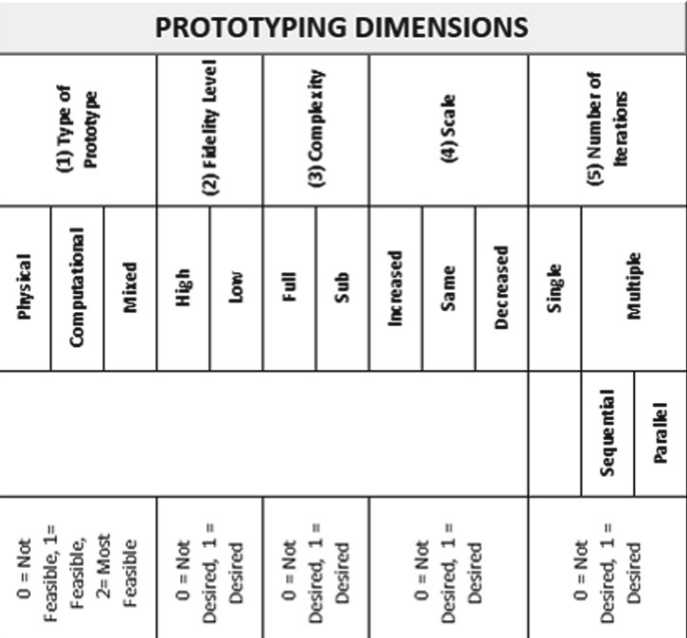 PROTOTYPING DIMENSIONS
(1) Type of
Prototype
(2) Fidelity Level
(3) Complexity
(4) Scale
(5) Number of
Iterations
Physical
Computational
Mixed
High
Low
Full
Sub
Increased
Same
Decreased
Single
Multiple
Sequential
Parallel
0 = Not
Feasible, 1=
Feasible,
2= Most
Feasible
0 = Not
Desired, 1 =
Desired
0 = Not
Desired, 1 =
Desired
0 = Not
Desired, 1 =
Desired
0 = Not
Desired, 1 =
Desired